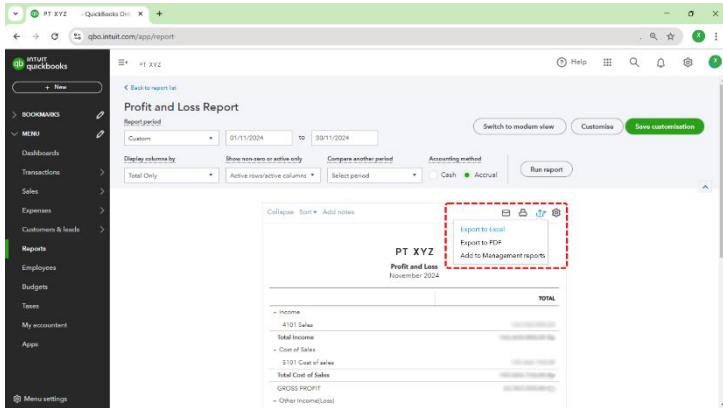 PT XYZ - QuickBooks Onl
qbo.intuit.com/app/report
INTUIT
quickbooks
PT XYZ
Help
+ New
BOOKMARKS
MENU
Dashboards
Transactions
Sales
Expenses
Customers & leads
Reports
Employees
Budgets
Taxes
My accountant
Apps
Menu settings
Back to report list
Profit and Loss Report
Report period
Custom 01/11/2024 to 30/11/2024
Switch to modern view Customise Save customisation
Display columns by Show non-zero or active only Compare another period Accounting method
Total Only Active rows/active columns Select period Cash Accrual Run report
Collapse Sort Add notes
Export to Excel
Export to PDF
Add to Management reports
PT XYZ
Profit and Loss
November 2024
TOTAL
Income
4101 Sales
Total Income
Cost of Sales
5101 Cost of sales
Total Cost of Sales
GROSS PROFIT
Other Income(Loss)